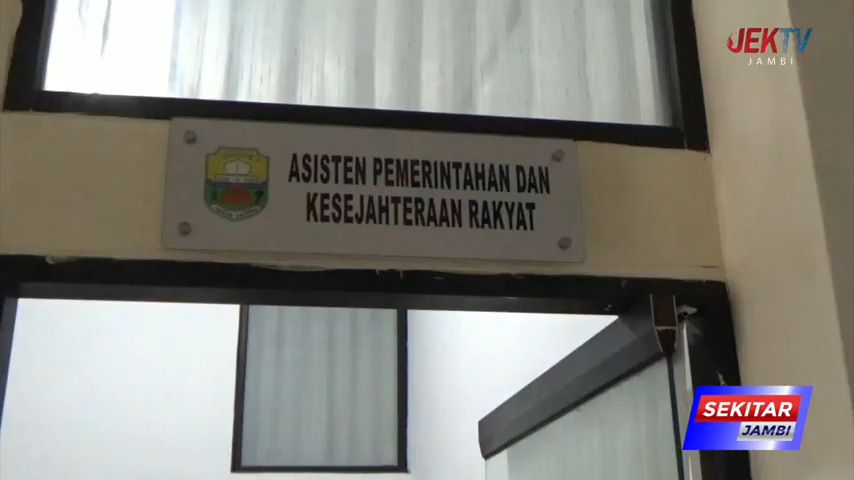 JEKTV
JAMBI
ASISTEN PEMERINTAHAN DAN
KESEJAHTERAAN RAKYAT
SEKITAR
JAMBI